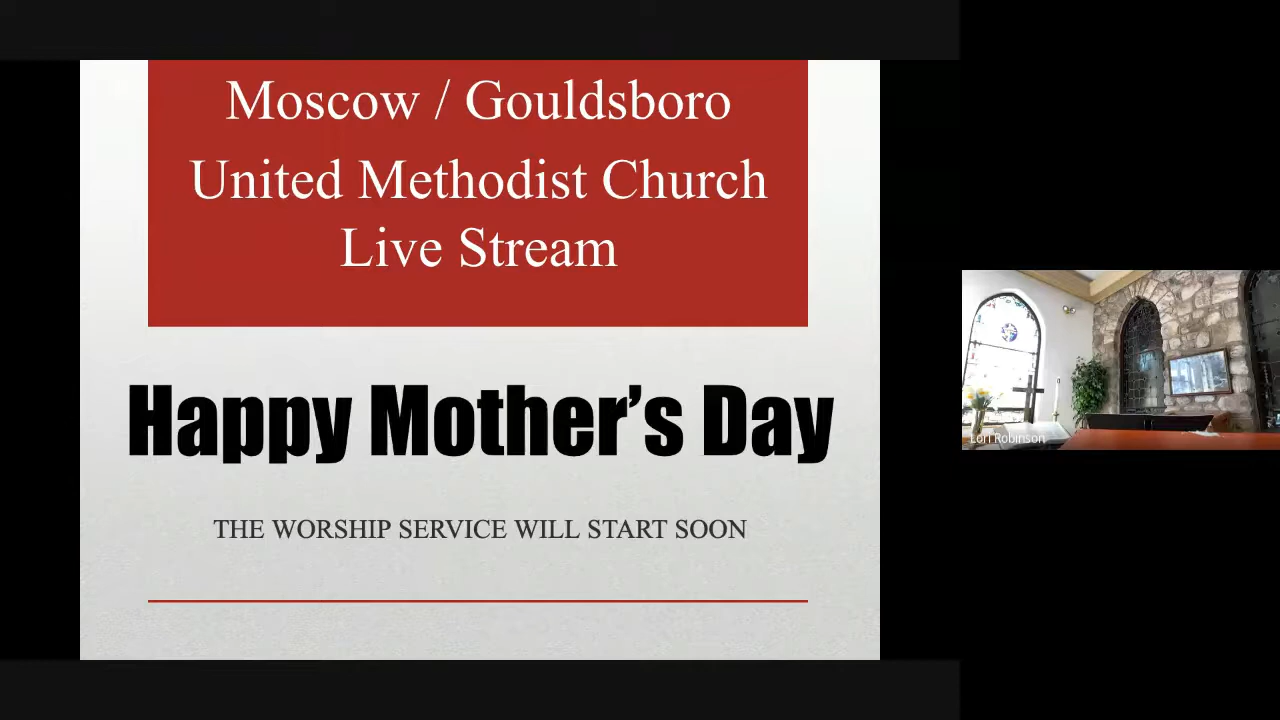 Moscow / Gouldsboro
United Methodist Church
Live Stream
Happy Mother's Day
THE WORSHIP SERVICE WILL START SOON
Lori Robinson